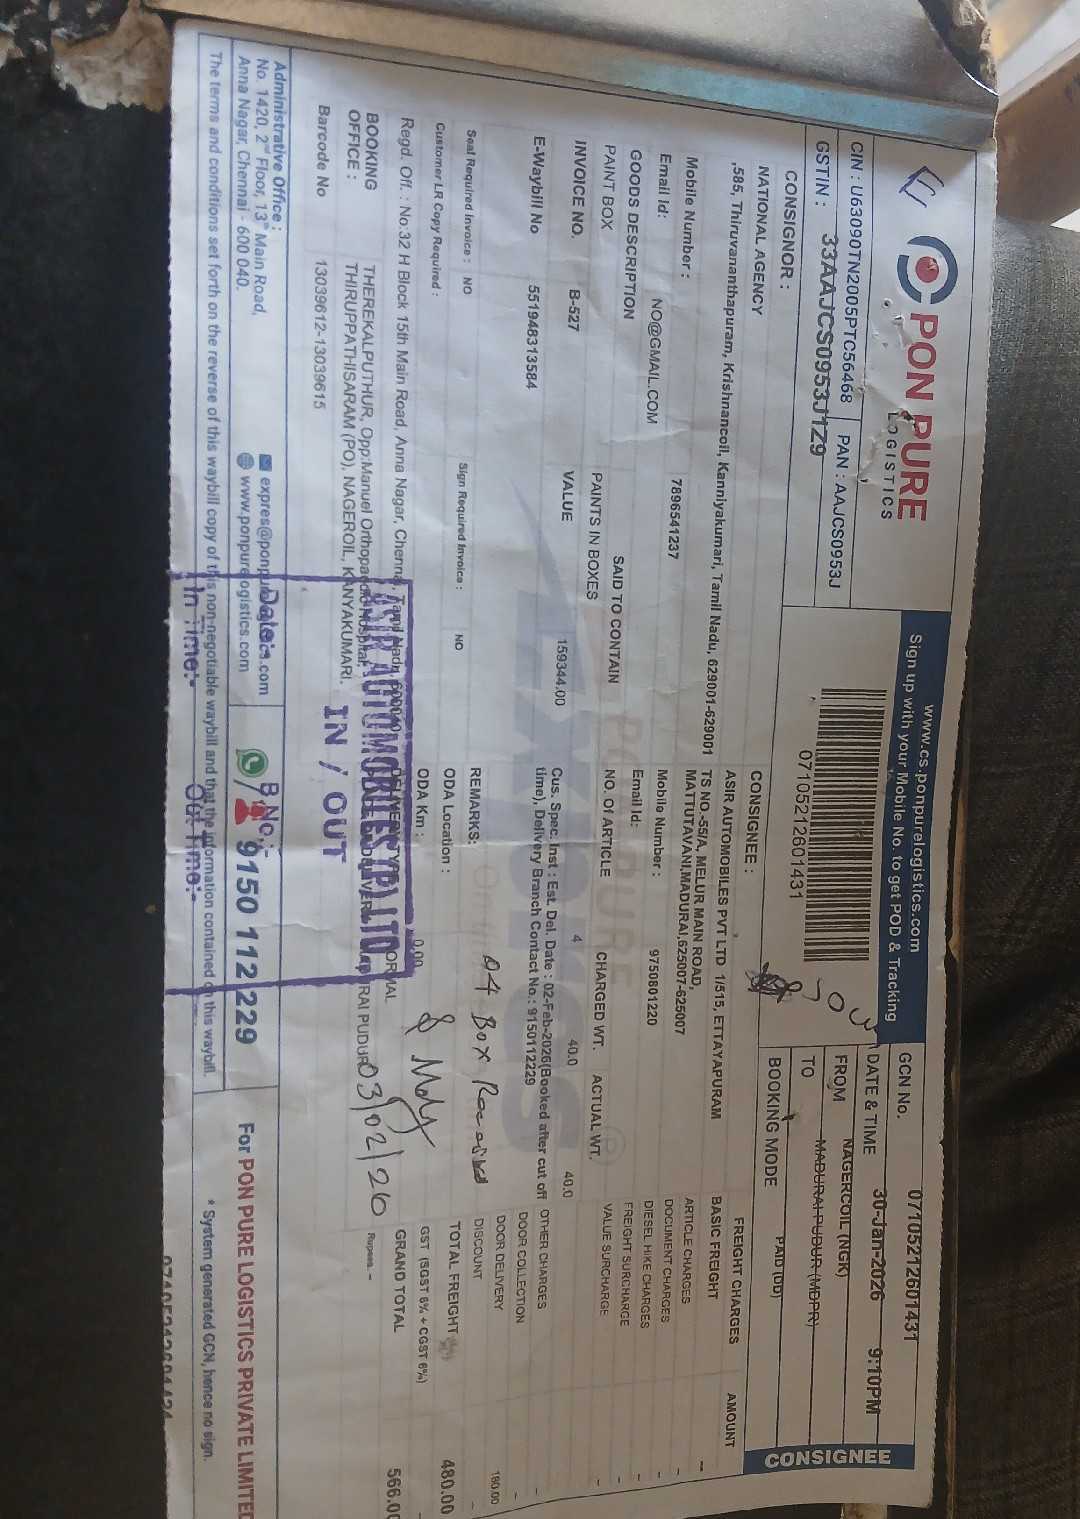 PON PURE
LOGISTICS
CIN : U63090TN2005PTC56468 PAN : AAJCS0953J
GSTIN : 33AAJCS0953J1Z9
www.cs.ponpurelogistics.com
Sign up with your Mobile No. to get POD & Tracking
07105212601431
GCN No. 07105212601431
DATE & TIME 30-Jan-2026 9:10PM
FROM NAGERCOIL (NGK)
TO MADURAI-PUDUR (MDPR)
BOOKING MODE PAID (DD)
CONSIGNEE
CONSIGNOR :
NATIONAL AGENCY
,585, Thiruvananthapuram, Krishnancoil, Kanniyakumari, Tamil Nadu, 629001-629001
Mobile Number : 7896541237
Email Id: NO@GMAIL.COM
CONSIGNEE :
ASIR AUTOMOBILES PVT LTD 1/515, ETTAYAPURAM
TS NO.-55/A, MELUR MAIN ROAD,
MATTUTAVANI,MADURAI,625007-625007
Mobile Number : 9750801220
Email Id:
GOODS DESCRIPTION SAID TO CONTAIN NO. Of ARTICLE CHARGED WT. ACTUAL WT.
PAINT BOX PAINTS IN BOXES 4 40.0 40.0
INVOICE NO. B-527 VALUE 159344.00
E-Waybill No 551948313584
Cus. Spec. Inst : Est. Del. Date : 02-Feb-2026(Booked after cut off
time), Delivery Branch Contact No.: 9150112229
Seal Required Invoice : NO Sign Required Invoice : NO
Customer LR Copy Required :
REMARKS:
04 Box Received
ODA Location :
ODA Km : 0.00
Regd. Off. : No:32 H Block 15th Main Road, Anna Nagar, Chennai, Tamil Nadu 600040
BOOKING OFFICE :
THEREKALPUTHUR, Opp:Manuel Orthopaedic Hospital,
THIRUPPATHISARAM (PO), NAGEROIL, KANYAKUMARI.
Barcode No 13039612-13039615
ASIR AUTOMOBILES (P) LTD
IN / OUT
Date:-
B No:-
In Time:-
Out Time:-
FREIGHT CHARGES AMOUNT
BASIC FREIGHT --
ARTICLE CHARGES -
DOCUMENT CHARGES -
DIESEL HIKE CHARGES -
FREIGHT SURCHARGE -
VALUE SURCHARGE -
OTHER CHARGES -
DOOR COLLECTION -
DOOR DELIVERY 180.00
DISCOUNT -
TOTAL FREIGHT 480.00
GST (SGST 6% + CGST 6%) -
GRAND TOTAL 566.00
Rupees. -
Administrative Office :
No. 1420, 2nd Floor, 13th Main Road,
Anna Nagar, Chennai - 600 040.
www.ponpurelogistics.com
9150 112 229
For PON PURE LOGISTICS PRIVATE LIMITED
* System generated GCN, hence no sign.
The terms and conditions set forth on the reverse of this waybill copy of this non-negotiable waybill and that the information contained on this waybill.